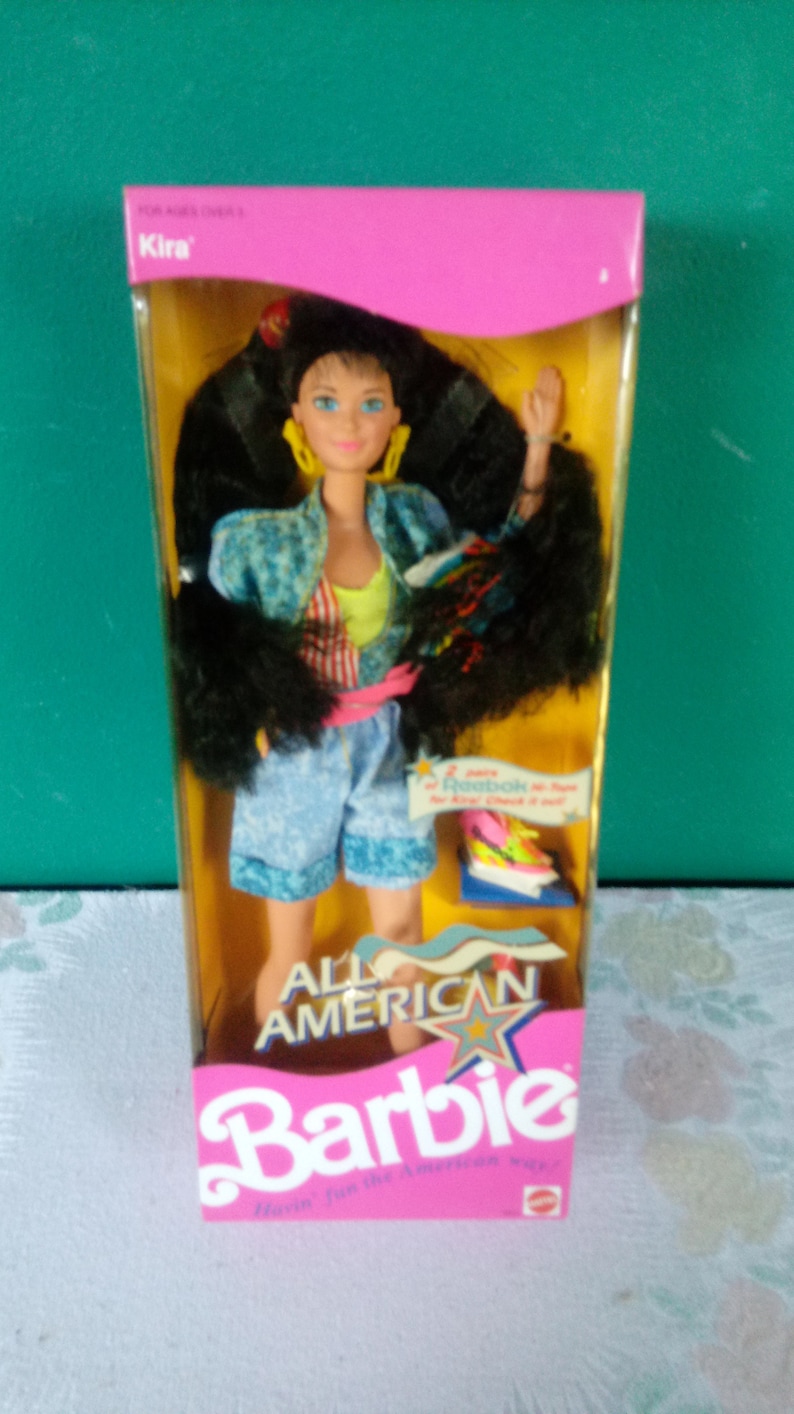 FOR AGES OVER 3
Kira®
2 pairs
of Reebok Hi-Tops
for Kira! Check it out!
ALL
AMERICAN
Barbie®
Havin' fun the American way!
MATTEL